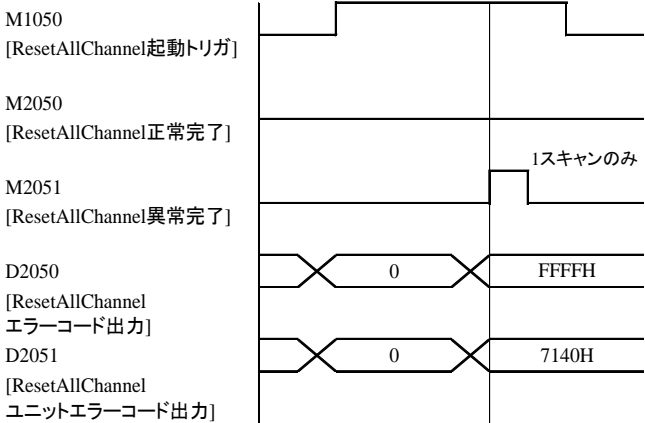 M1050
[ResetAllChannel起動トリガ]
M2050
[ResetAllChannel正常完了]
1スキャンのみ
M2051
[ResetAllChannel異常完了]
D2050
0
FFFFH
[ResetAllChannel
エラーコード出力]
D2051
0
7140H
[ResetAllChannel
ユニットエラーコード出力]